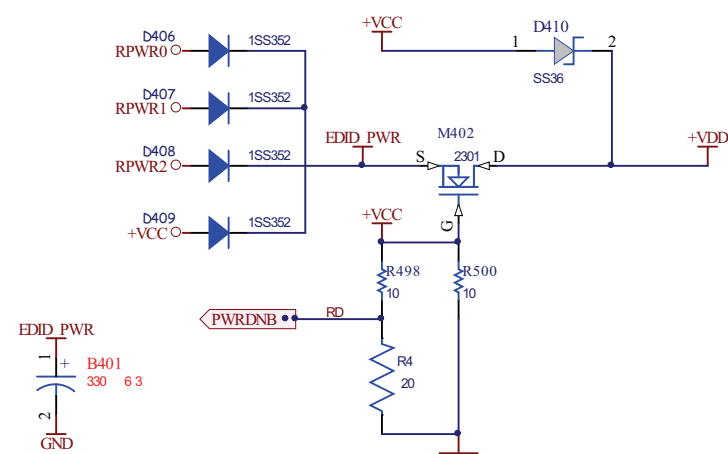 +VCC
D410
1
2
SS36
D406
RPWR0
1SS352
D407
RPWR1
1SS352
D408
RPWR2
1SS352
D409
+VCC
1SS352
EDID_PWR
M402
2301
S
D
G
+VDD
+VCC
R498
10
R500
10
PWRDNB
RD
R4
20
EDID_PWR
1
+
B401
330 6 3
2
GND